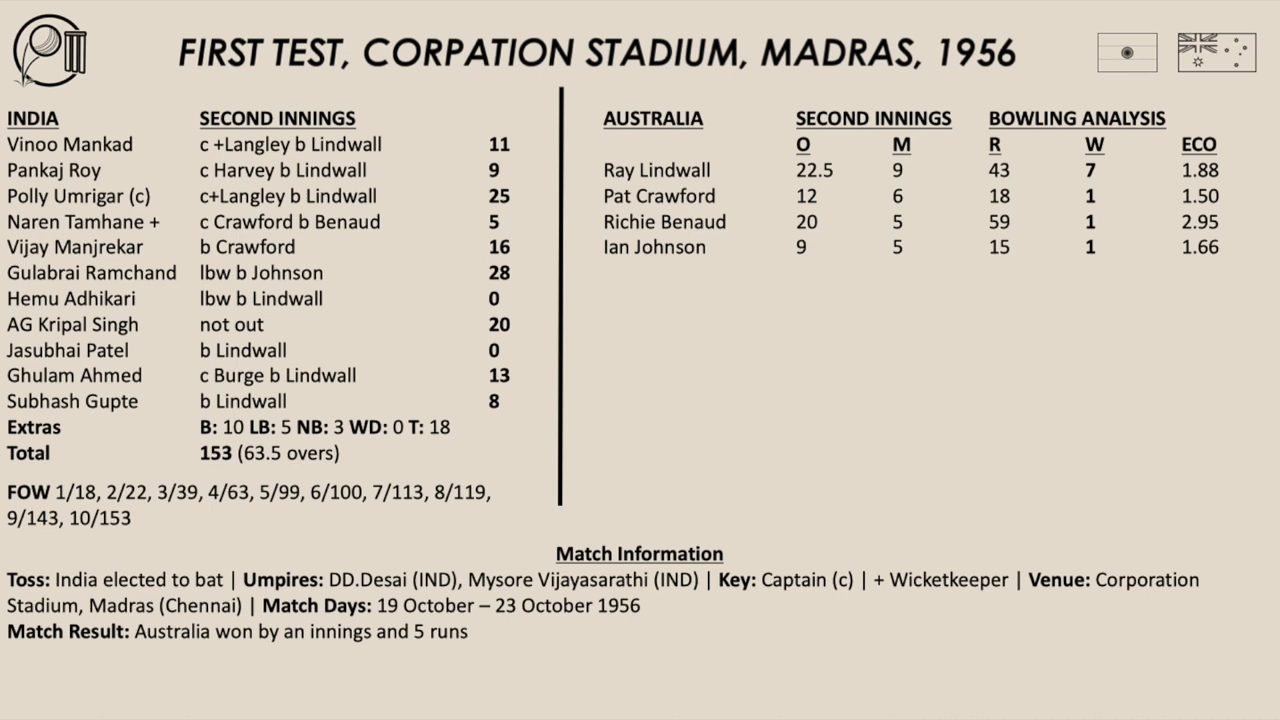 FIRST TEST, CORPATION STADIUM, MADRAS, 1956
INDIA SECOND INNINGS
Vinoo Mankad c +Langley b Lindwall 11
Pankaj Roy c Harvey b Lindwall 9
Polly Umrigar (c) c+Langley b Lindwall 25
Naren Tamhane + c Crawford b Benaud 5
Vijay Manjrekar b Crawford 16
Gulabrai Ramchand lbw b Johnson 28
Hemu Adhikari lbw b Lindwall 0
AG Kripal Singh not out 20
Jasubhai Patel b Lindwall 0
Ghulam Ahmed c Burge b Lindwall 13
Subhash Gupte b Lindwall 8
Extras B: 10 LB: 5 NB: 3 WD: 0 T: 18
Total 153 (63.5 overs)
FOW 1/18, 2/22, 3/39, 4/63, 5/99, 6/100, 7/113, 8/119,
9/143, 10/153
AUSTRALIA SECOND INNINGS BOWLING ANALYSIS
O M R W ECO
Ray Lindwall 22.5 9 43 7 1.88
Pat Crawford 12 6 18 1 1.50
Richie Benaud 20 5 59 1 2.95
Ian Johnson 9 5 15 1 1.66
Match Information
Toss: India elected to bat | Umpires: DD.Desai (IND), Mysore Vijayasarathi (IND) | Key: Captain (c) | + Wicketkeeper | Venue: Corporation
Stadium, Madras (Chennai) | Match Days: 19 October – 23 October 1956
Match Result: Australia won by an innings and 5 runs